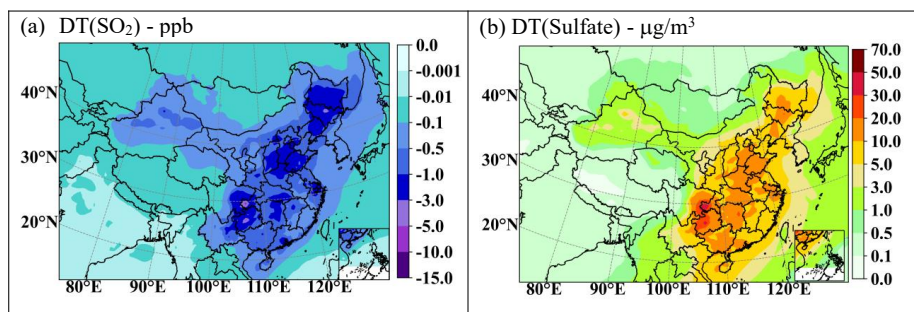 (a) DT(SO₂) - ppb
40°N
30°N
20°N
80°E 90°E 100°E 110°E 120°E
0.0
-0.001
-0.01
-0.1
-0.5
-1.0
-3.0
-5.0
-10.0
-15.0
(b) DT(Sulfate) - μg/m³
40°N
30°N
20°N
80°E 90°E 100°E 110°E 120°E
70.0
50.0
30.0
20.0
10.0
5.0
3.0
1.0
0.5
0.1
0.0